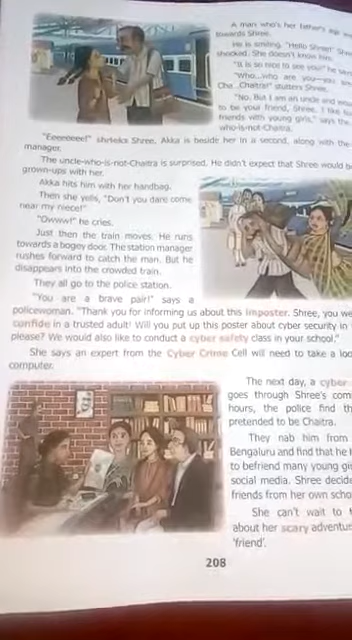 A man who's her father's age
towards Shree.
He is smiling. "Hello Shree!"
shocked. She doesn't know him.
"It is so nice to see you!" he
"Who...who are you—you
Cha...Chaitra!" stutters Shree.
"No. But I am an uncle and
to be your friend, Shree. I like
friends with young girls," says the
who-is-not-Chaitra.
"Eeeeeeee!" shrieks Shree. Akka is beside her in a second, along with the
manager.
The uncle-who-is-not-Chaitra is surprised. He didn't expect that Shree would
grown-ups with her.
Akka hits him with her handbag.
Then she yells, "Don't you dare come
near my niece!"
"Owww!" he cries.
Just then the train moves. He runs
towards a bogey door. The station manager
rushes forward to catch the man. But he
disappears into the crowded train.
They all go to the police station.
"You are a brave pair!" says a
policewoman. "Thank you for informing us about this imposter. Shree, you
confide in a trusted adult! Will you put up this poster about cyber security in
please? We would also like to conduct a cyber safety class in your school."
She says an expert from the Cyber Crime Cell will need to take a
computer.
The next day, a cyber
goes through Shree's
hours, the police find
pretended to be Chaitra.
They nab him from
Bengaluru and find that he
to befriend many young
social media. Shree
friends from her own
She can't wait to
about her scary
'friend'.
208